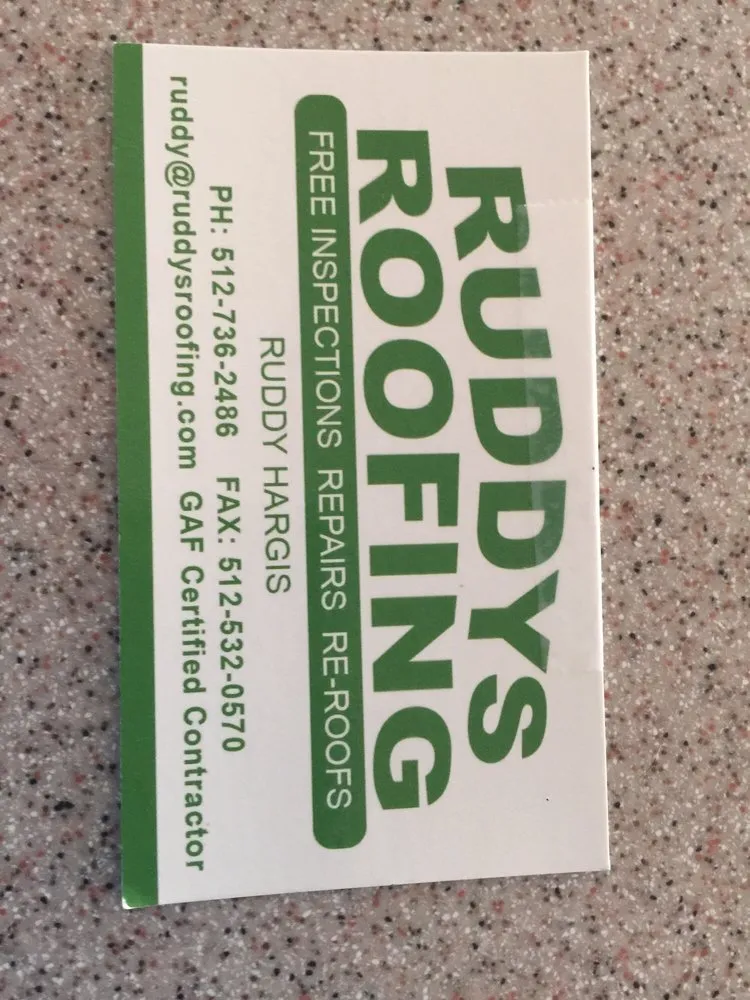 RUDDYS
ROOFING
FREE INSPECTIONS REPAIRS RE-ROOFS
RUDDY HARGIS
PH: 512-736-2486 FAX: 512-532-0570
ruddy@ruddysroofing.com GAF Certified Contractor